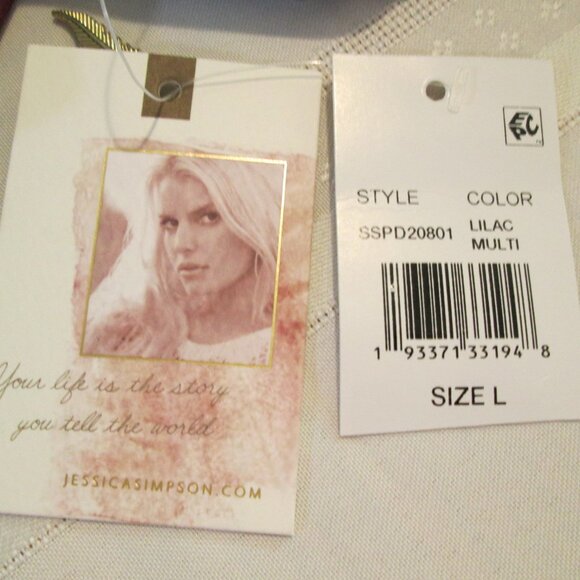 Your life is the story
you tell the world
JESSICASIMPSON.COM
EPC
STYLE COLOR
SSPD20801 LILAC
MULTI
1 93371 33194 8
SIZE L